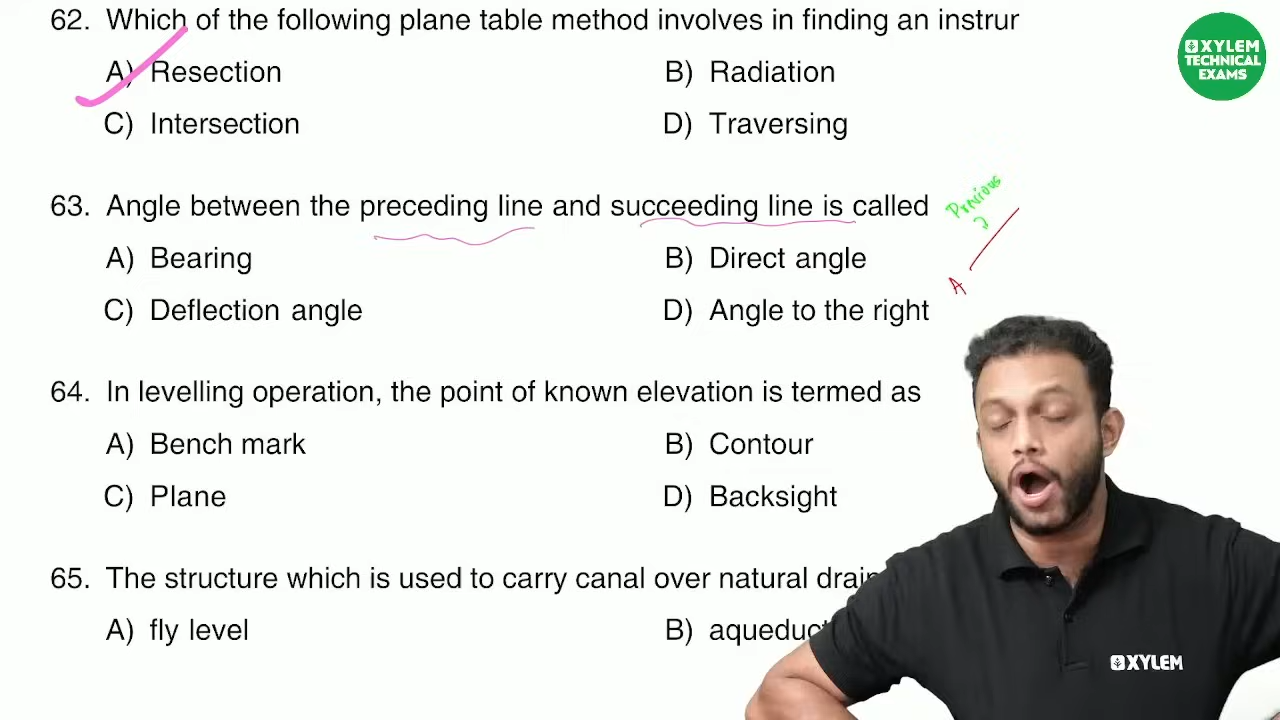 62. Which of the following plane table method involves in finding an instrur
A) Resection B) Radiation
C) Intersection D) Traversing
XYLEM
TECHNICAL
EXAMS
63. Angle between the preceding line and succeeding line is called
A) Bearing B) Direct angle
C) Deflection angle D) Angle to the right
Previous
A
64. In levelling operation, the point of known elevation is termed as
A) Bench mark B) Contour
C) Plane D) Backsight
65. The structure which is used to carry canal over natural drain
A) fly level B) aqueduct
XYLEM